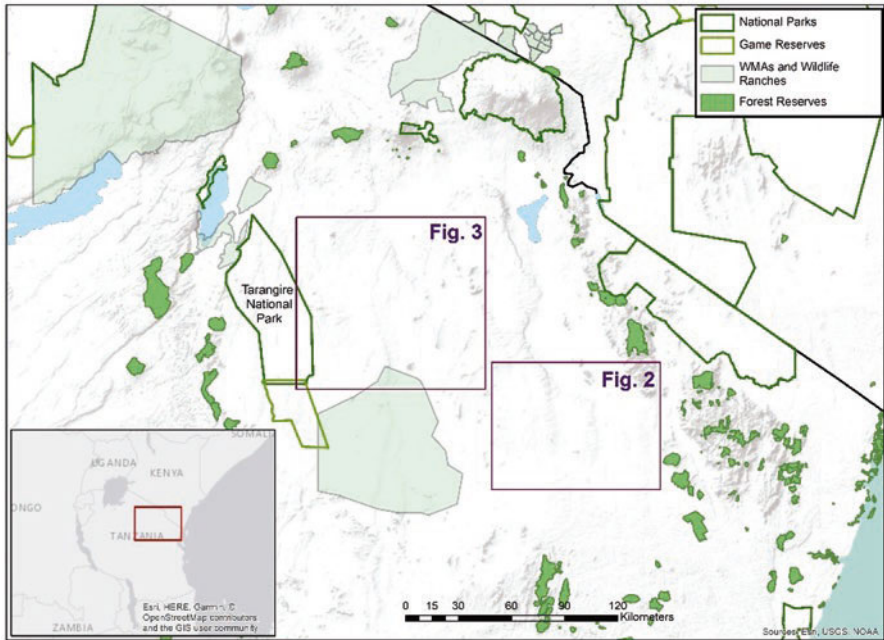 National Parks
Game Reserves
WMAs and Wildlife
Ranches
Forest Reserves
Fig. 3
Tarangire
National
Park
Fig. 2
SOMALI
UGANDA
KENYA
ONGO
TANZANIA
ZAMBIA
Esri, HERE, Garmin, ©
OpenStreetMap contributors
and the GIS user community
0 15 30 60 90 120
Kilometers
Sources: Esri, USGS, NOAA